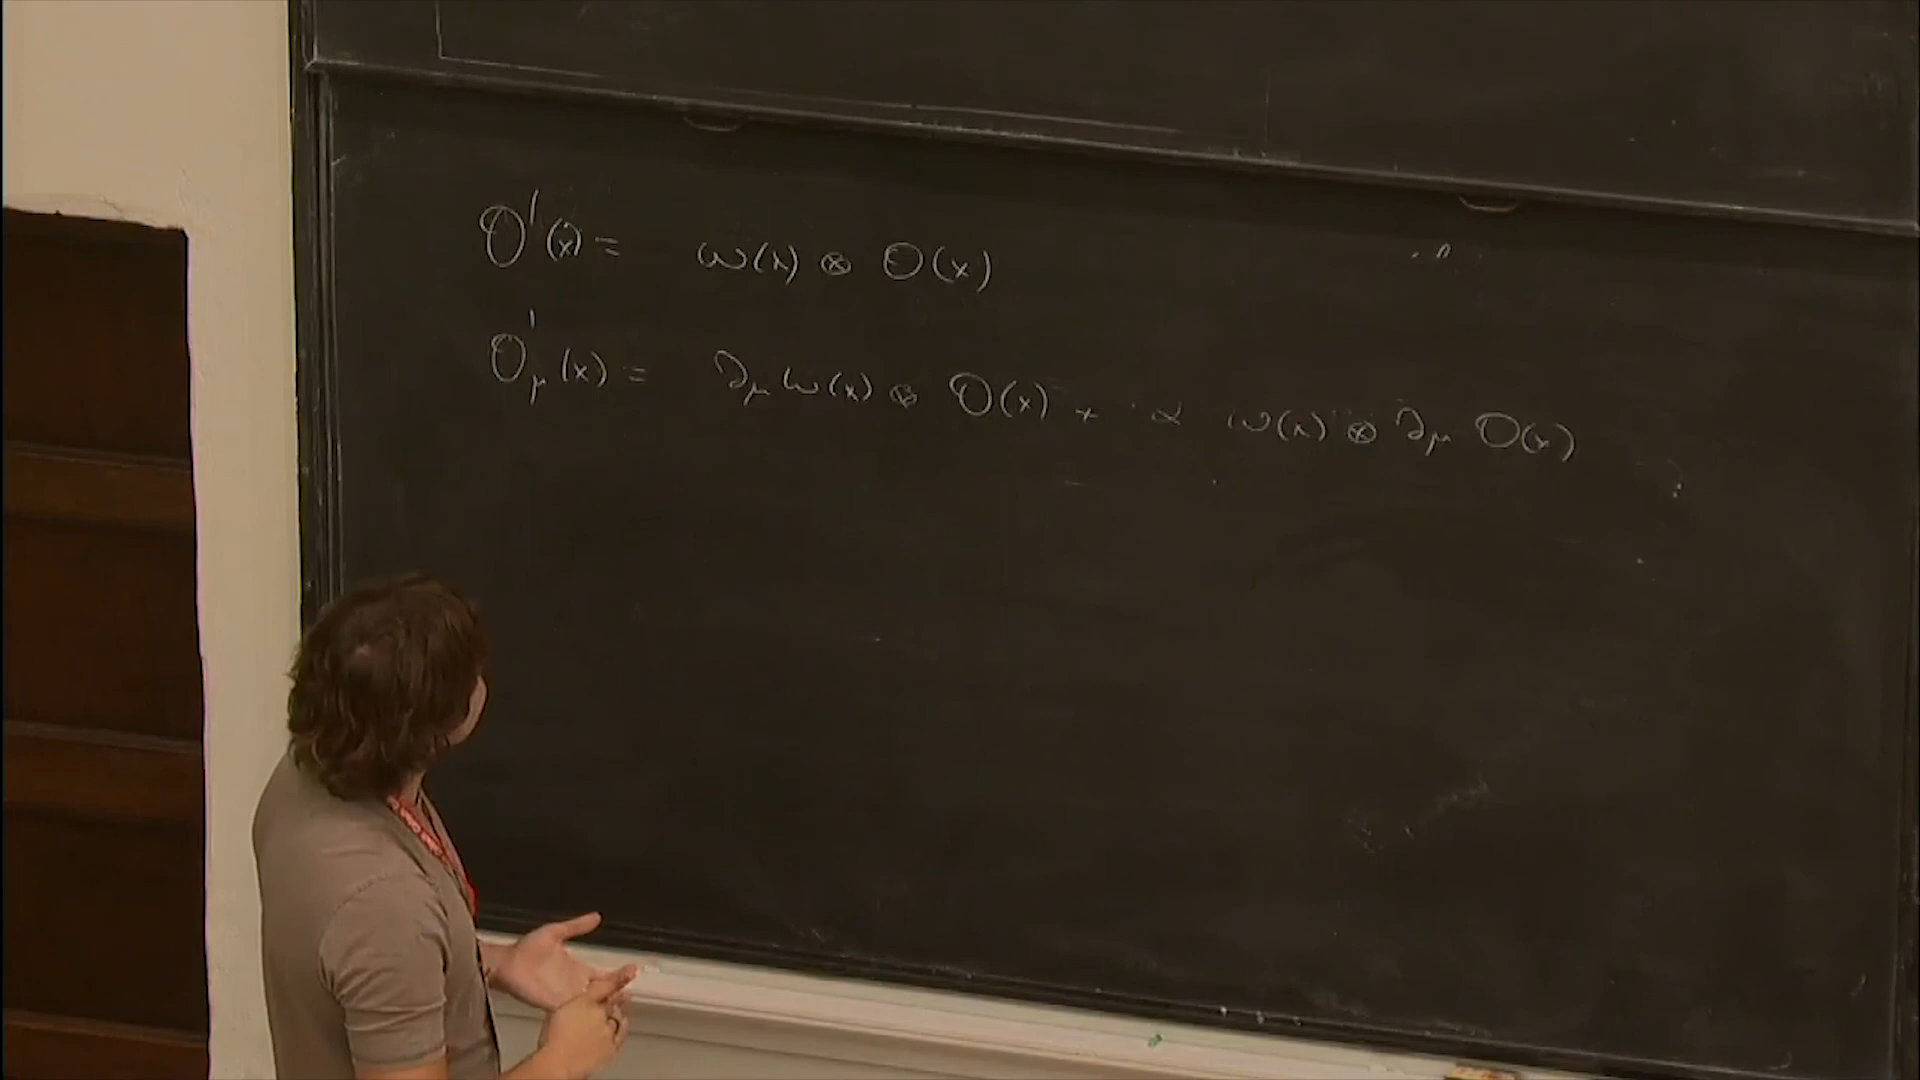 O'(x) = ω(x) ⊗ O(x)
O'_μ(x) = ∂_μ ω(x) ⊗ O(x) + α ω(x) ⊗ ∂_μ O(x)